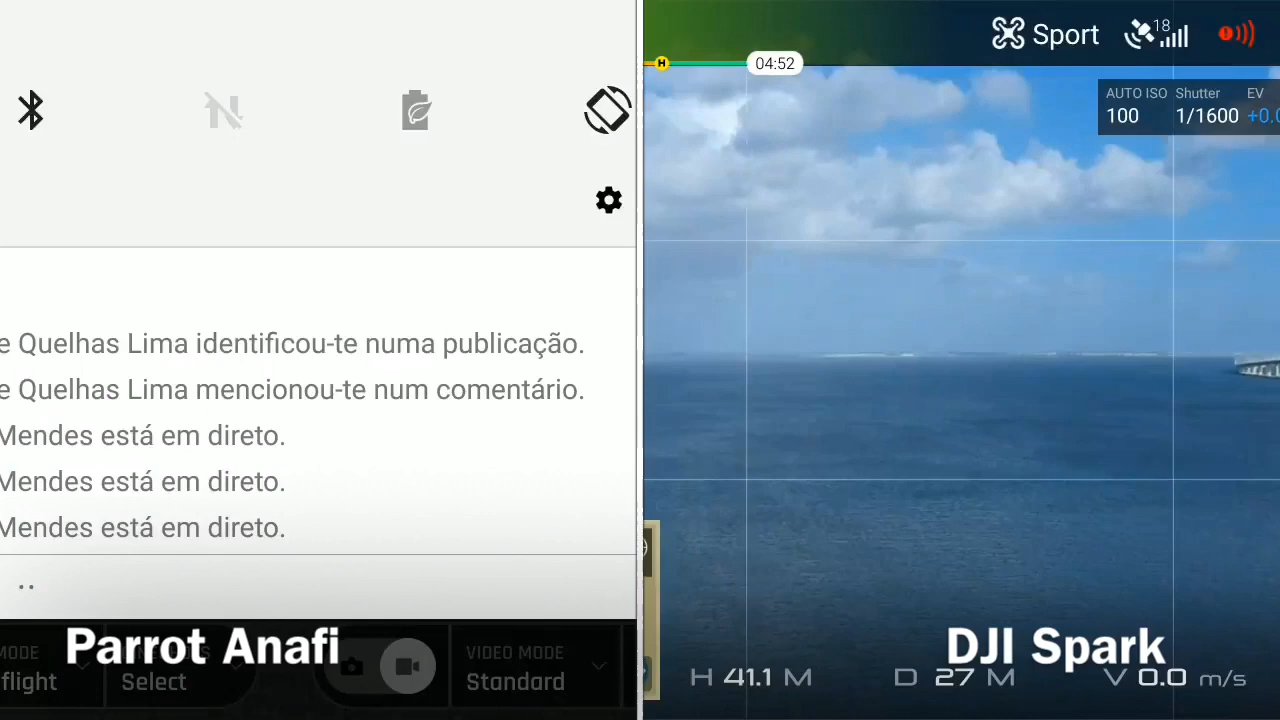 e Quelhas Lima identificou-te numa publicação.
e Quelhas Lima mencionou-te num comentário.
Mendes está em direto.
Mendes está em direto.
Mendes está em direto.
..
MODE
flight
Select
VIDEO MODE
Standard
Parrot Anafi
Sport
18
H
04:52
AUTO ISO Shutter EV
100 1/1600 +0.0
DJI Spark
H 41.1 M D 27 M V 0.0 m/s